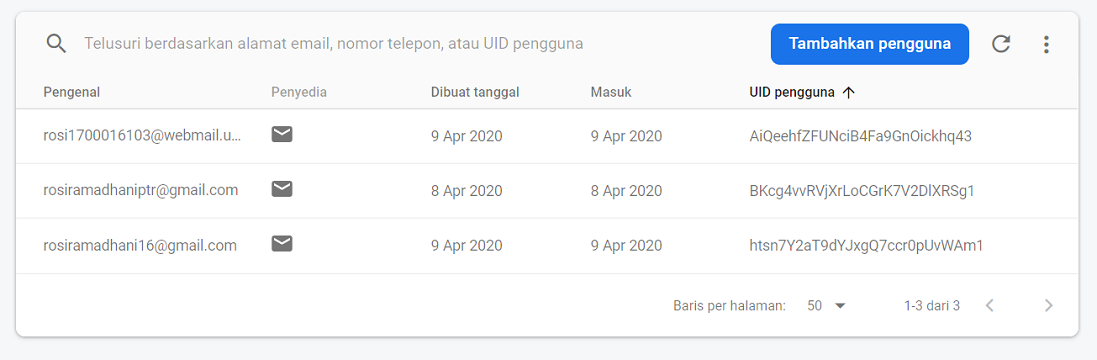 Telusuri berdasarkan alamat email, nomor telepon, atau UID pengguna Tambahkan pengguna
Pengenal Penyedia Dibuat tanggal Masuk UID pengguna
rosi1700016103@webmail.u... 9 Apr 2020 9 Apr 2020 AiQeehfZFUNciB4Fa9GnOickhq43
rosiramadhaniptr@gmail.com 8 Apr 2020 8 Apr 2020 BKcg4vvRVjXrLoCGrK7V2DlXRSg1
rosiramadhani16@gmail.com 9 Apr 2020 9 Apr 2020 htsn7Y2aT9dYJxgQ7ccr0pUvWAm1
Baris per halaman: 50 1-3 dari 3